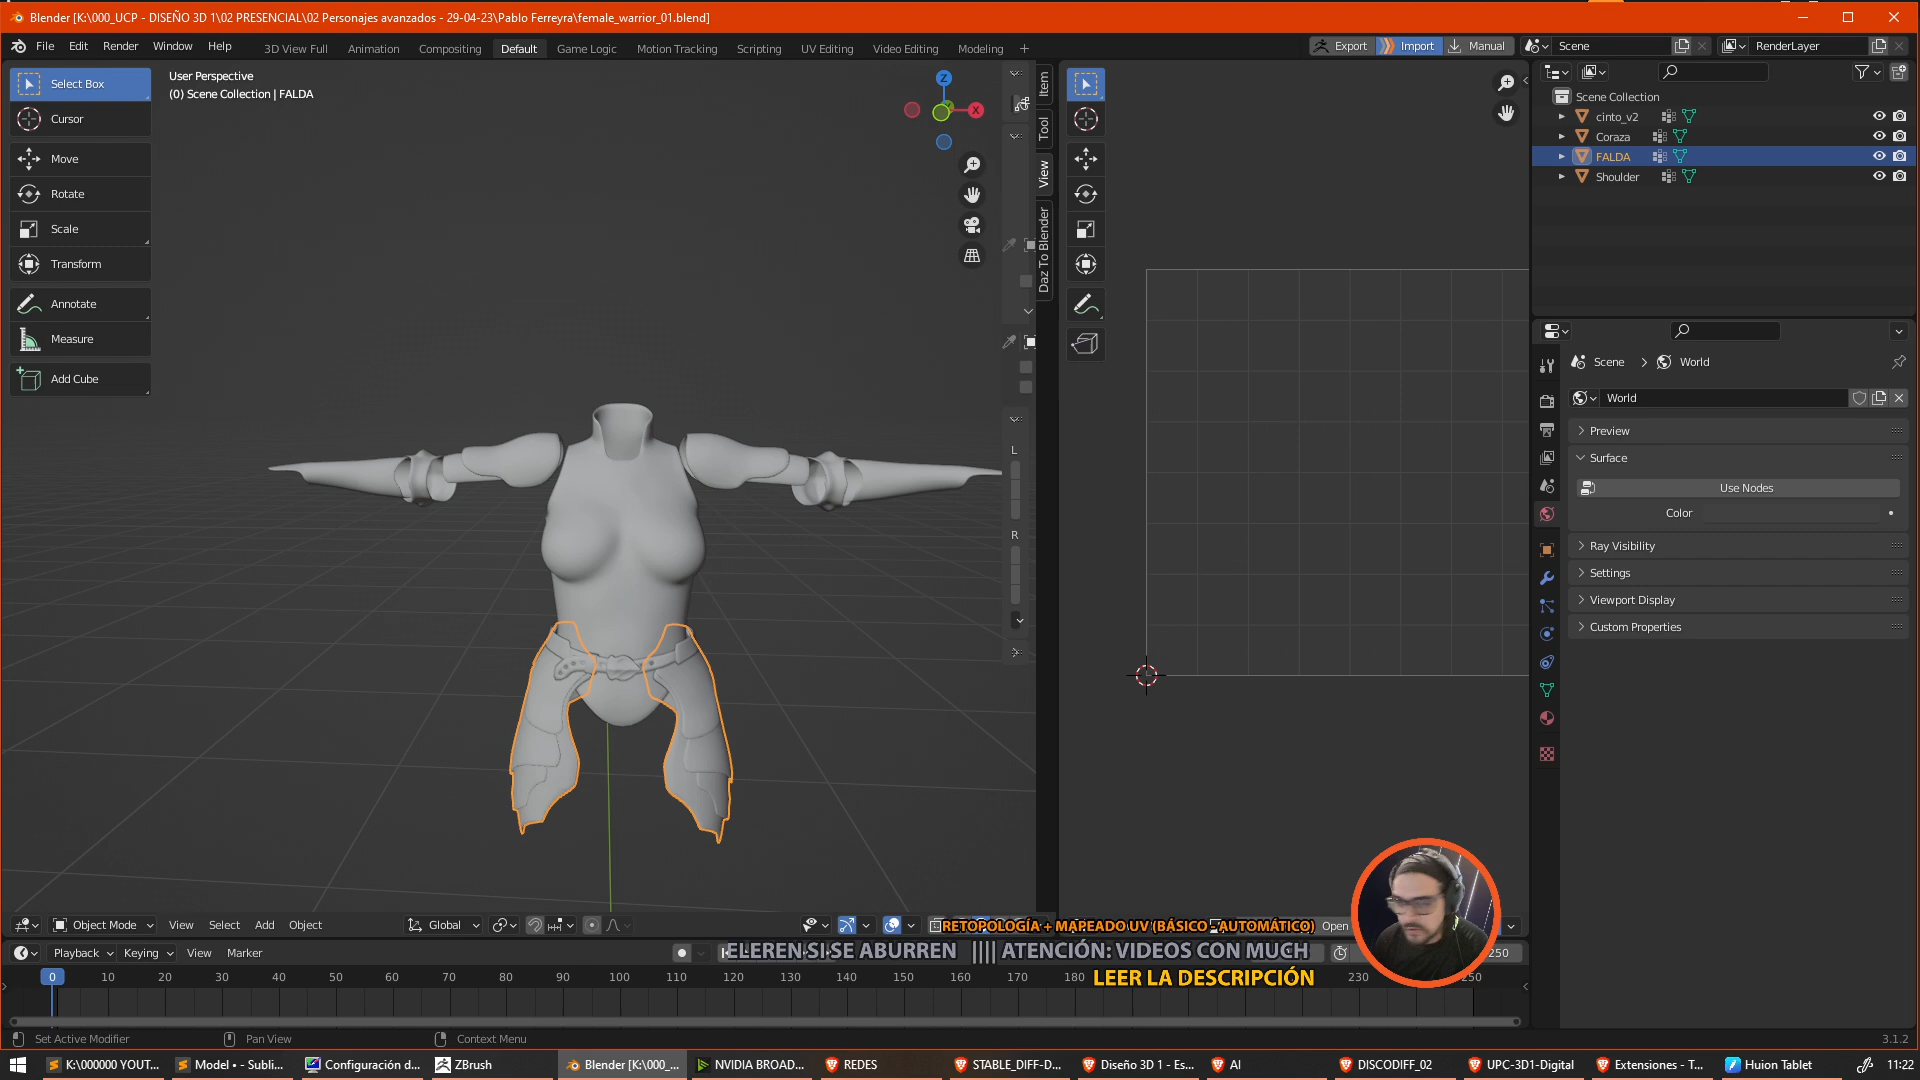 Blender [K:\000_UCP - DISEÑO 3D 1\02 PRESENCIAL\02 Personajes avanzados - 29-04-23\Pablo Ferreyra\female_warrior_01.blend]
File Edit Render Window Help 3D View Full Animation Compositing Default Game Logic Motion Tracking Scripting UV Editing Video Editing Modeling + Export Import Manual Scene RenderLayer
Select Box
Cursor
Move
Rotate
Scale
Transform
Annotate
Measure
Add Cube
User Perspective
(0) Scene Collection | FALDA
Z
X
Item
Tool
View
Daz To Blender
L
R
Scene Collection
cinto_v2
Coraza
FALDA
Shoulder
Scene > World
World
Preview
Surface
Use Nodes
Color
Ray Visibility
Settings
Viewport Display
Custom Properties
Object Mode View Select Add Object Global
Open
RETOPOLOGÍA + MAPEADO UV (BÁSICO - AUTOMÁTICO)
ELEREN SI SE ABURREN |||| ATENCIÓN: VIDEOS CON MUCH
LEER LA DESCRIPCIÓN
Playback Keying View Marker
250
0 10 20 30 40 50 60 70 80 90 100 110 120 130 140 150 160 170 180 230 250
Set Active Modifier Pan View Context Menu 3.1.2
K:\000000 YOUT... Model • - Subli... Configuración d... ZBrush Blender [K:\000_... NVIDIA BROAD... REDES STABLE_DIFF-D... Diseño 3D 1 - Es... AI DISCODIFF_02 UPC-3D1-Digital Extensiones - T... Huion Tablet 11:22